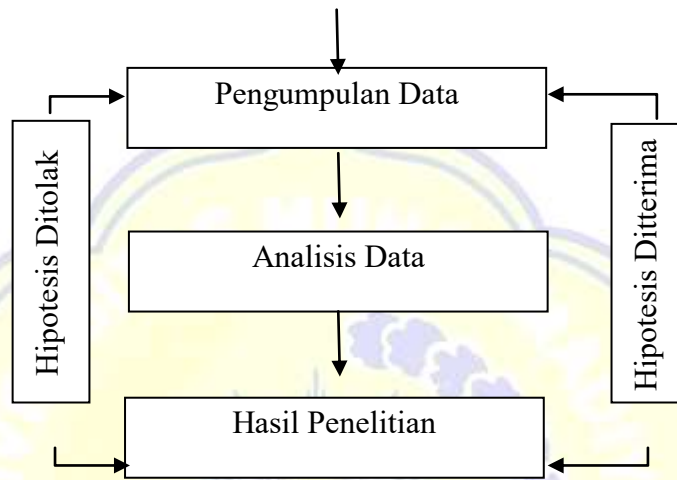 Pengumpulan Data
Hipotesis Ditolak
Hipotesis Ditterima
Analisis Data
Hasil Penelitian